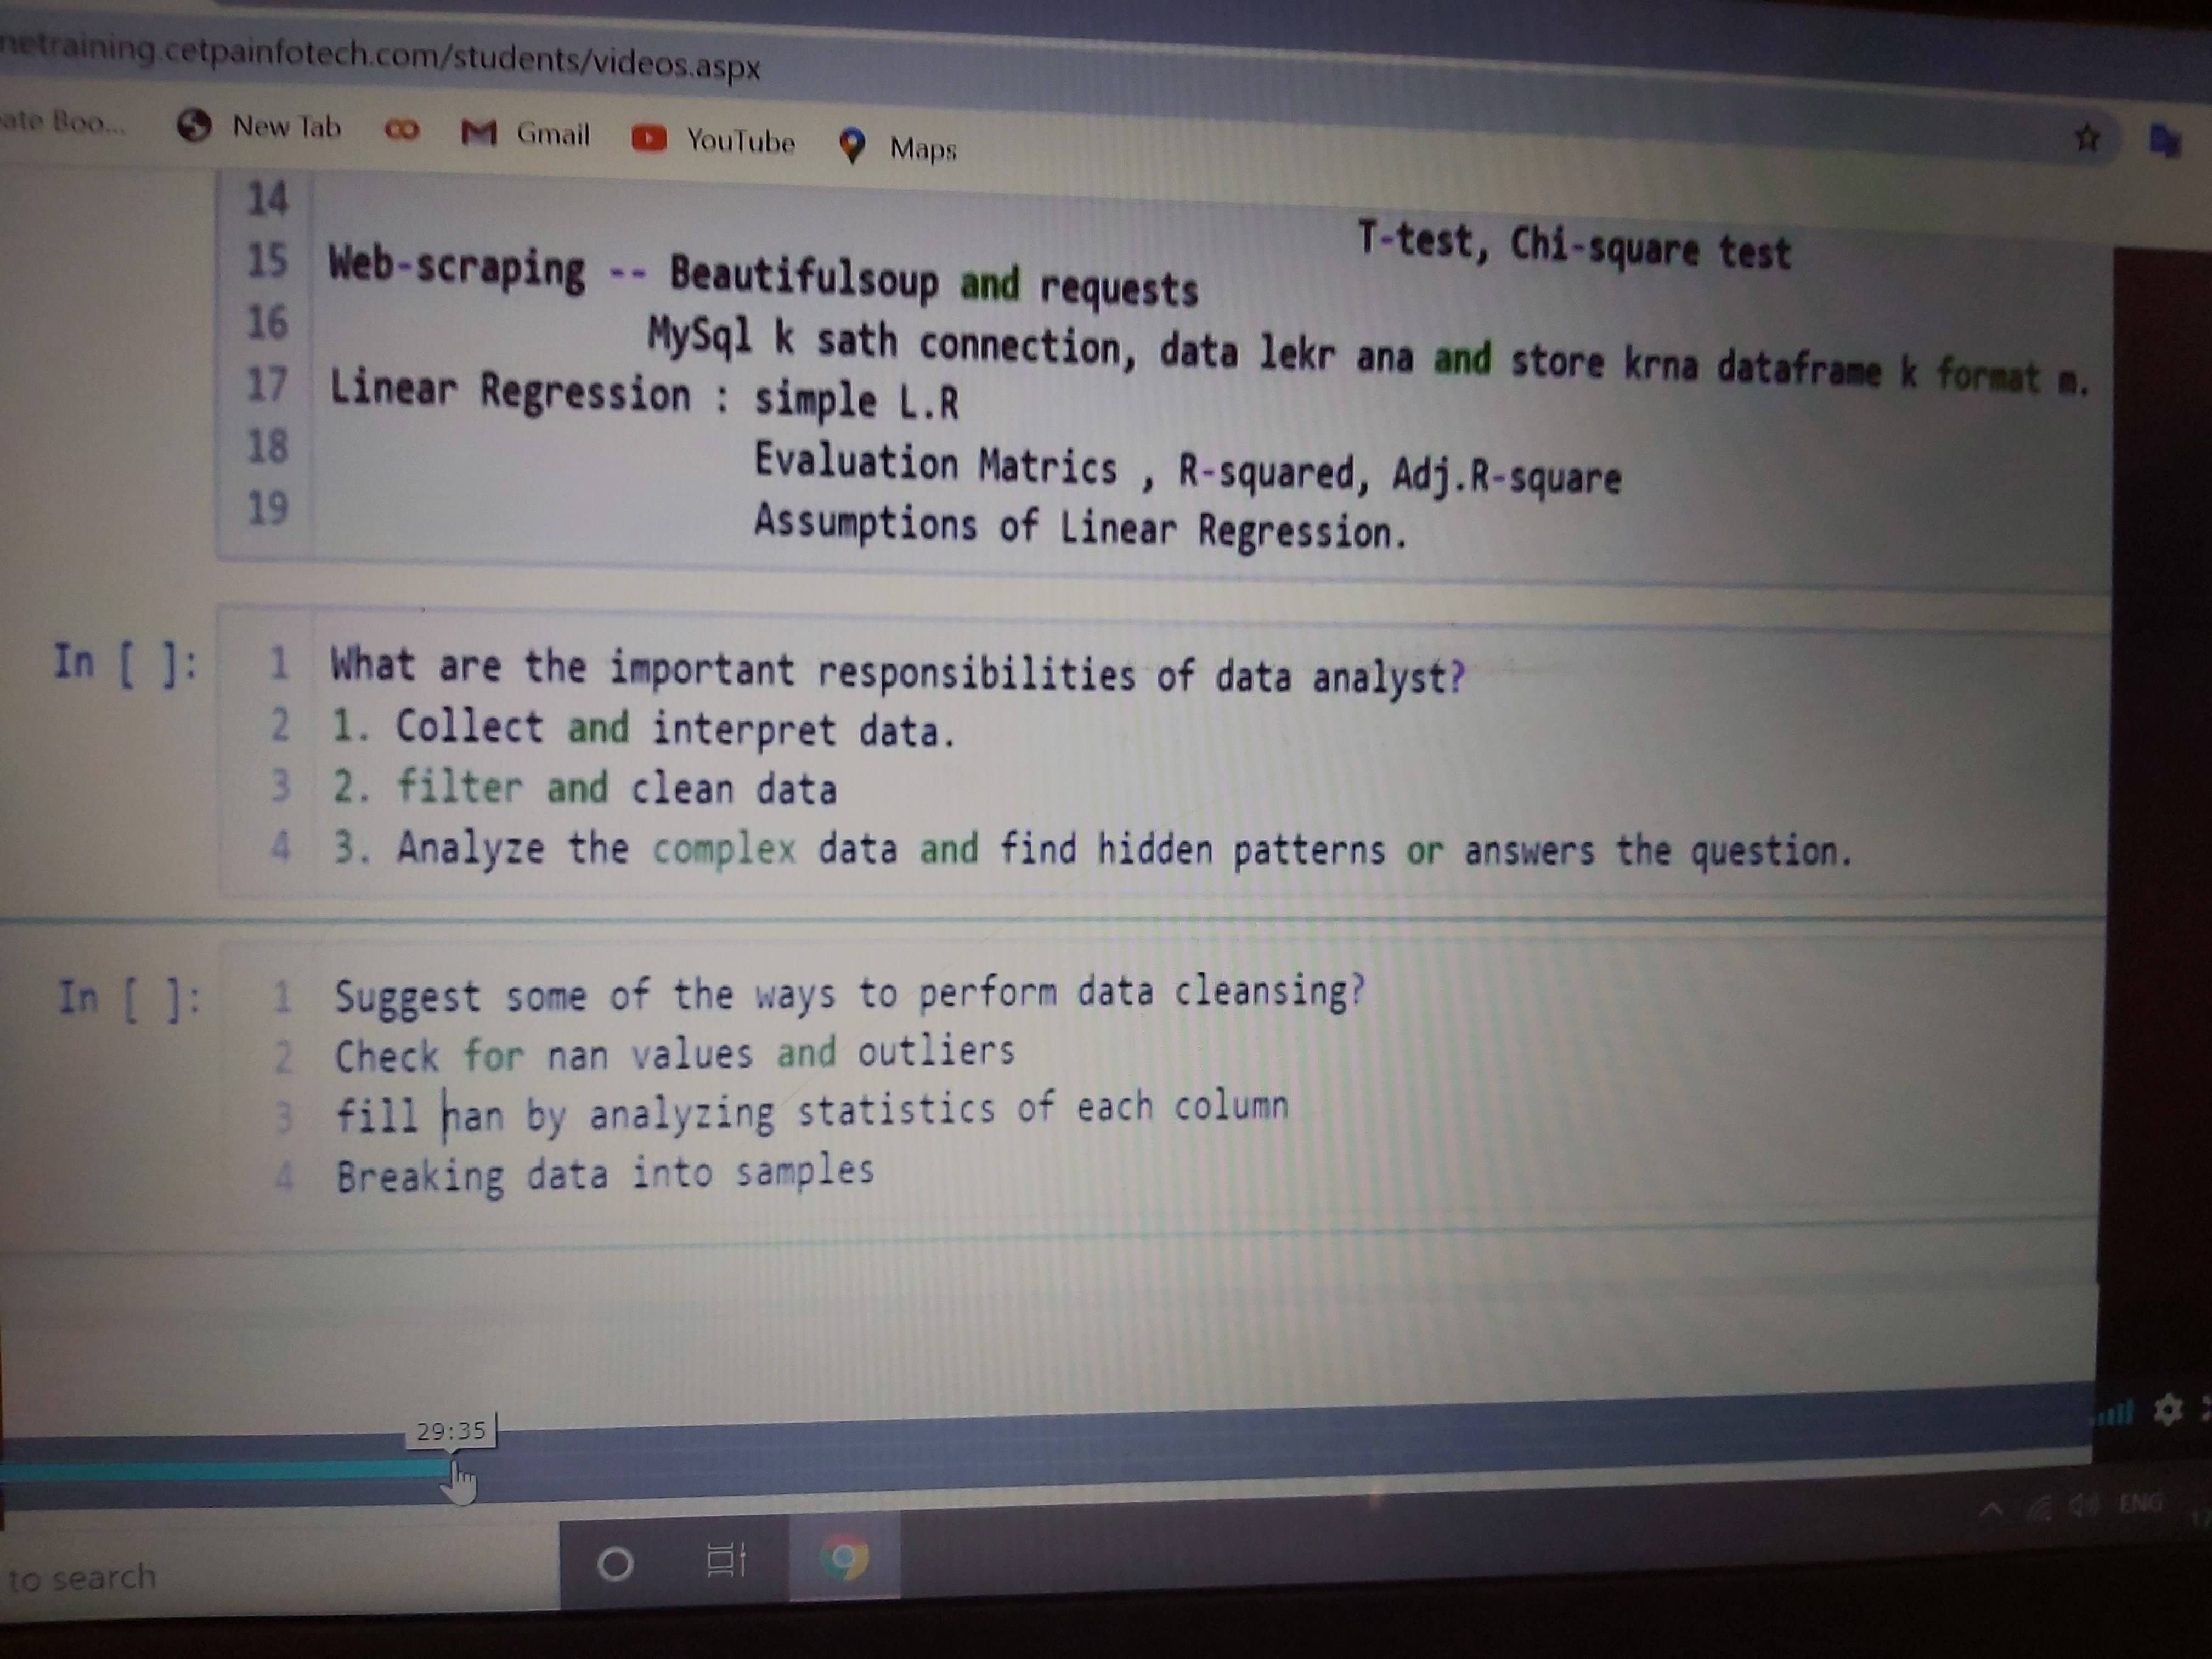 netraining.cetpainfotech.com/students/videos.aspx
ate Boo... New Tab Gmail YouTube Maps
14 T-test, Chi-square test
15 Web-scraping -- Beautifulsoup and requests
16 MySql k sath connection, data lekr ana and store krna dataframe k format m.
17 Linear Regression : simple L.R
18 Evaluation Matrics , R-squared, Adj.R-square
19 Assumptions of Linear Regression.
In [ ]: 1 What are the important responsibilities of data analyst?
2 1. Collect and interpret data.
3 2. filter and clean data
4 3. Analyze the complex data and find hidden patterns or answers the question.
In [ ]: 1 Suggest some of the ways to perform data cleansing?
2 Check for nan values and outliers
3 fill nan by analyzing statistics of each column
4 Breaking data into samples
29:35
ENG
to search